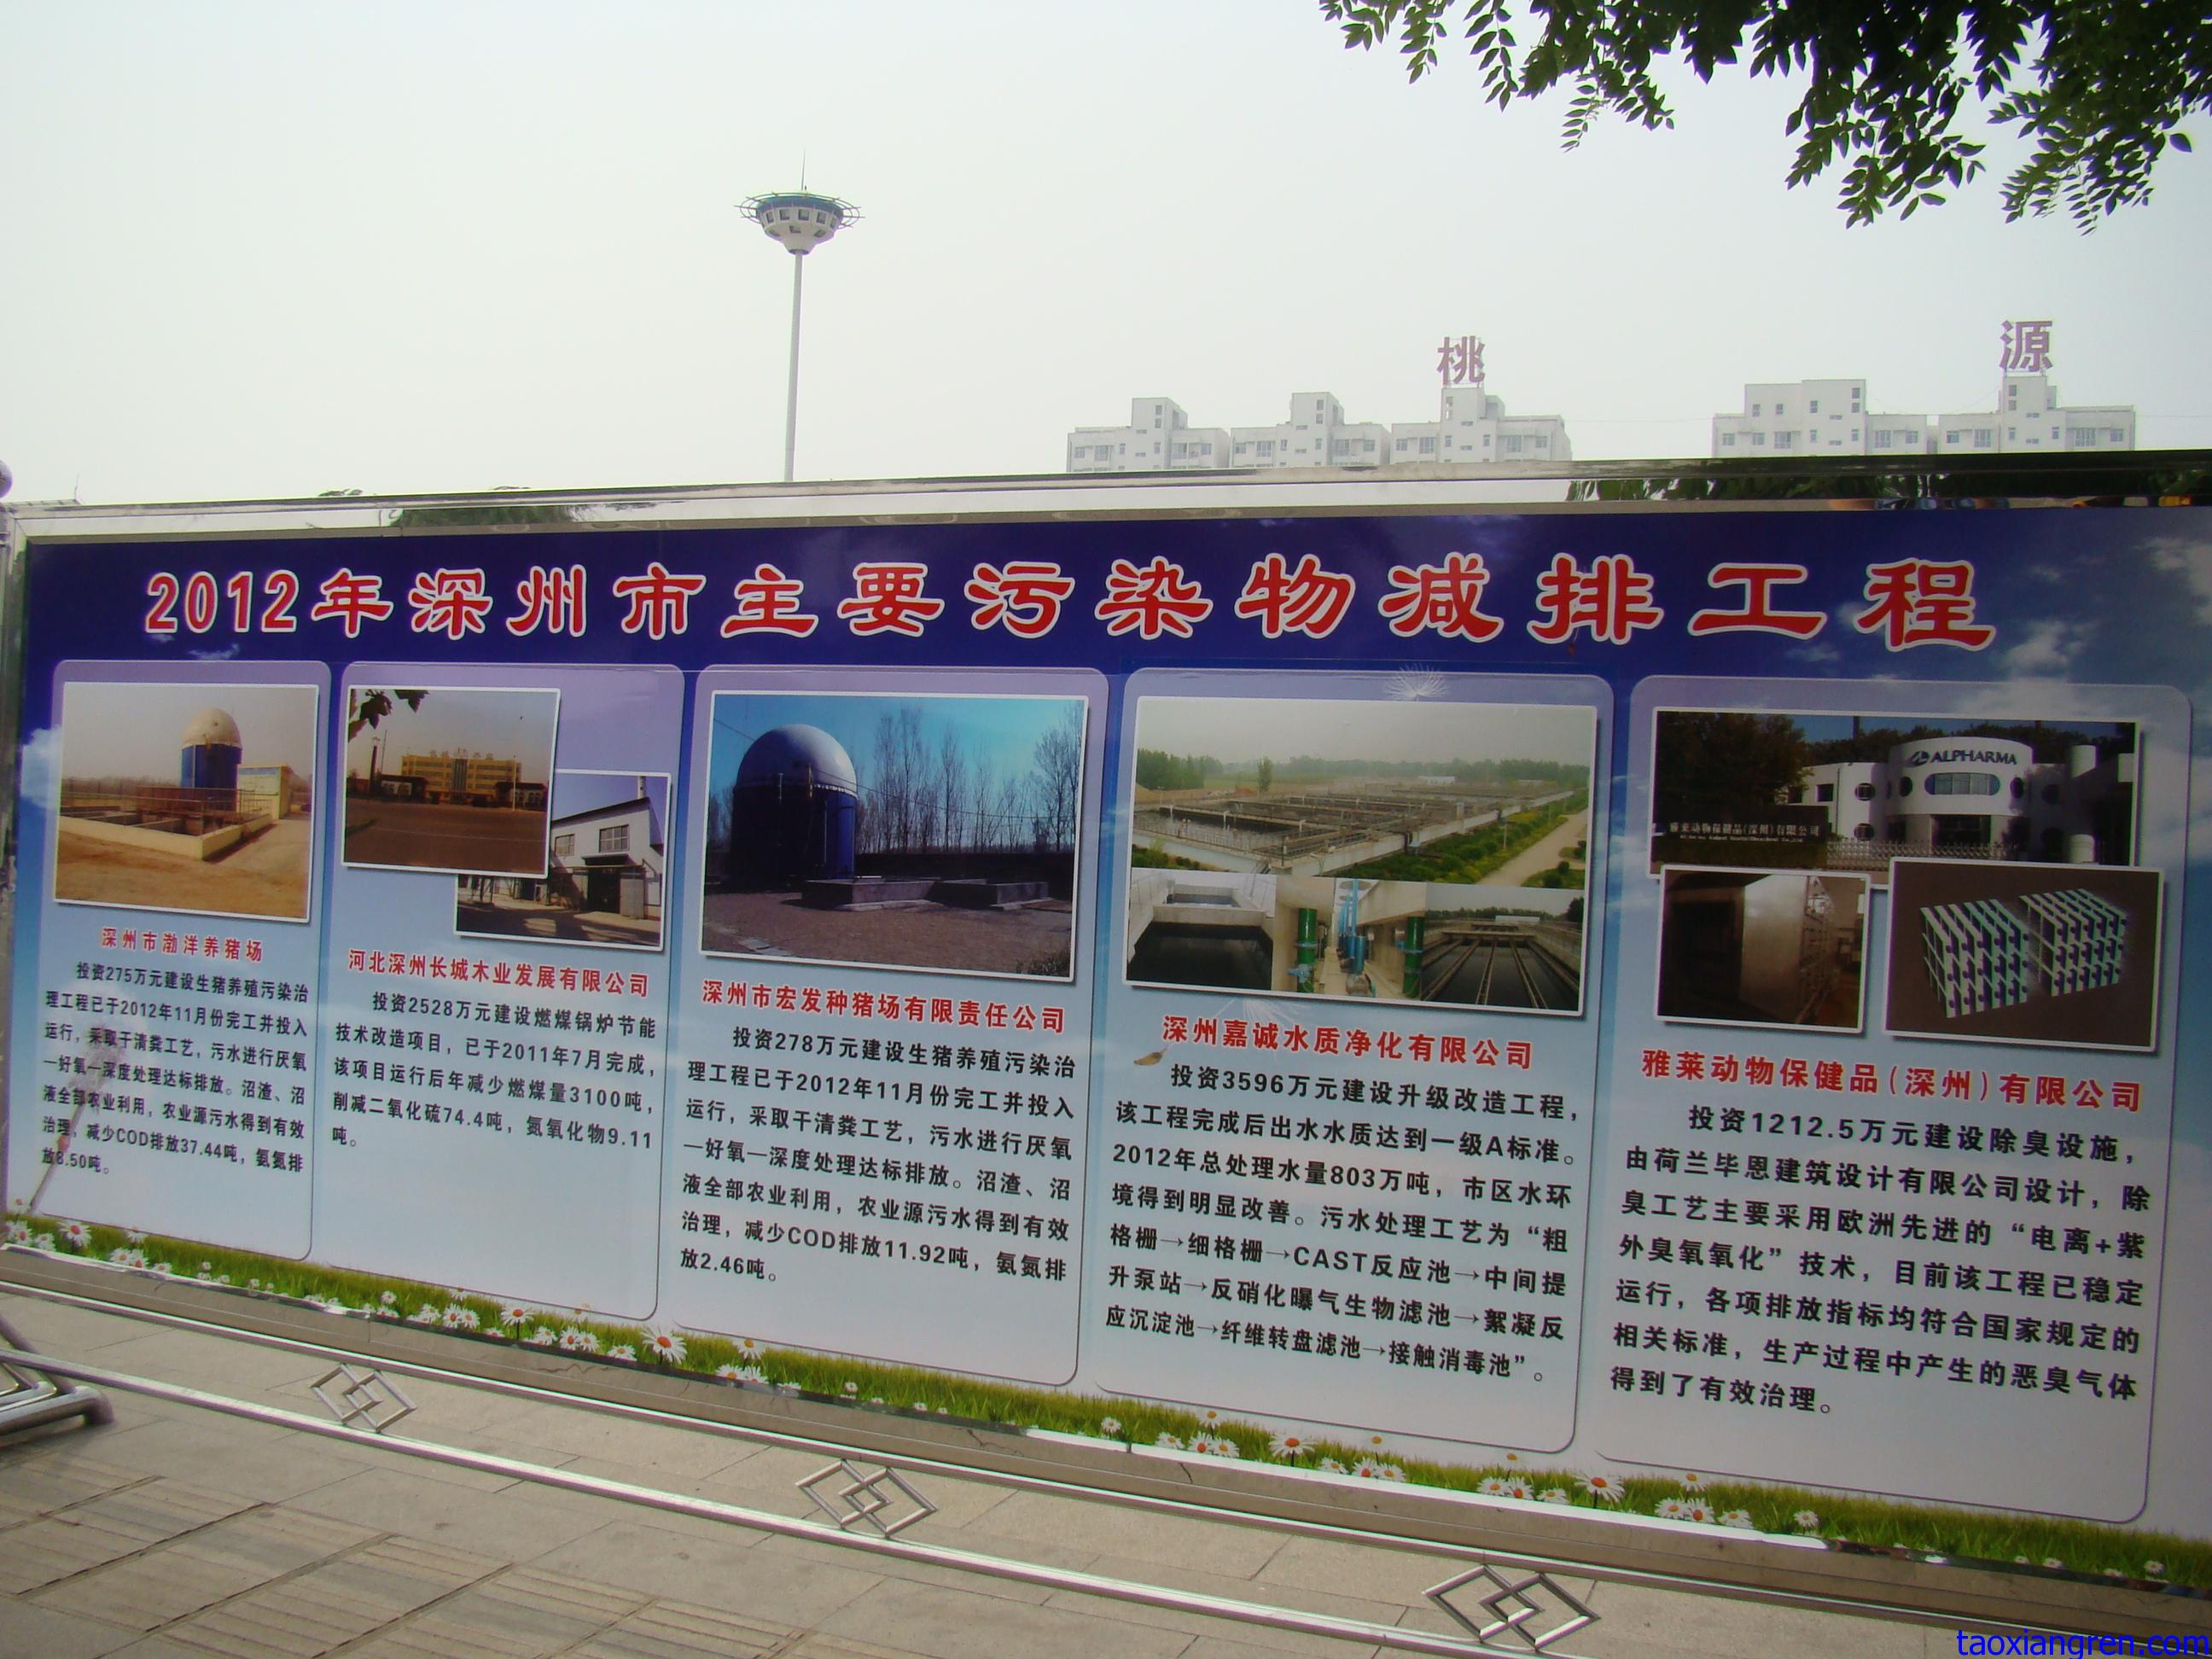 桃
源
2012年深州市主要污染物减排工程
深州市渤洋养猪场
投资275万元建设生猪养殖污染治
理工程已于2012年11月份完工并投入
运行，采取干清粪工艺，污水进行厌氧
—好氧—深度处理达标排放。沼渣、沼
液全部农业利用，农业源污水得到有效
治理，减少COD排放37.44吨，氨氮排
放8.50吨。
河北深州长城木业发展有限公司
投资2528万元建设燃煤锅炉节能
技术改造项目，已于2011年7月完成，
该项目运行后年减少燃煤量3100吨，
削减二氧化硫74.4吨，氮氧化物9.11
吨。
深州市宏发种猪场有限责任公司
投资278万元建设生猪养殖污染治
理工程已于2012年11月份完工并投入
运行，采取干清粪工艺，污水进行厌氧
—好氧—深度处理达标排放。沼渣、沼
液全部农业利用，农业源污水得到有效
治理，减少COD排放11.92吨，氨氮排
放2.46吨。
深州嘉诚水质净化有限公司
投资3596万元建设升级改造工程，
该工程完成后出水水质达到一级A标准。
2012年总处理水量803万吨，市区水环
境得到明显改善。污水处理工艺为“粗
格栅→细格栅→CAST反应池→中间提
升泵站→反硝化曝气生物滤池→絮凝反
应沉淀池→纤维转盘滤池→接触消毒池”。
ALPHARMA
雅莱动物保健品（深州）有限公司
雅莱动物保健品（深州）有限公司
投资1212.5万元建设除臭设施，
由荷兰毕恩建筑设计有限公司设计，除
臭工艺主要采用欧洲先进的“电离+紫
外臭氧氧化”技术，目前该工程已稳定
运行，各项排放指标均符合国家规定的
相关标准，生产过程中产生的恶臭气体
得到了有效治理。
taoxiangren.com